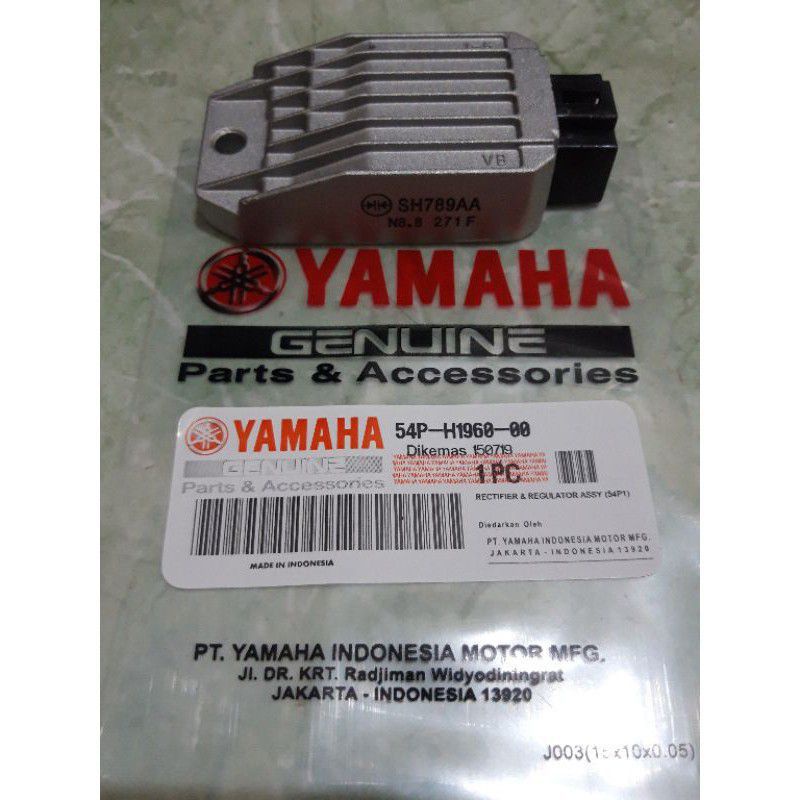 VB
SH789AA
N8.8 271F
YAMAHA
GENUINE
Parts & Accessories
YAMAHA
54P-H1960-00
Dikemas 150719
GENUINE
1 PC
Parts & Accessories
RECTIFIER & REGULATOR ASSY (54P1)
Diedarkan Oleh
PT. YAMAHA INDONESIA MOTOR MFG.
JAKARTA - INDONESIA 13920
MADE IN INDONESIA
PT. YAMAHA INDONESIA MOTOR MFG.
Jl. DR. KRT. Radjiman Widyodiningrat
JAKARTA - INDONESIA 13920